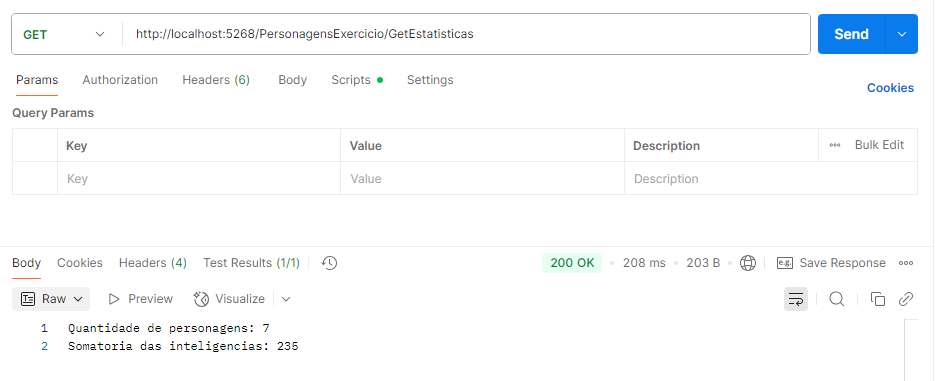 GET http://localhost:5268/PersonagensExercicio/GetEstatisticas Send
Params Authorization Headers (6) Body Scripts Settings Cookies
Query Params
Key Value Description Bulk Edit
Key Value Description
Body Cookies Headers (4) Test Results (1/1) 200 OK 208 ms 203 B e.g. Save Response
Raw Preview Visualize
1 Quantidade de personagens: 7
2 Somatoria das inteligencias: 235